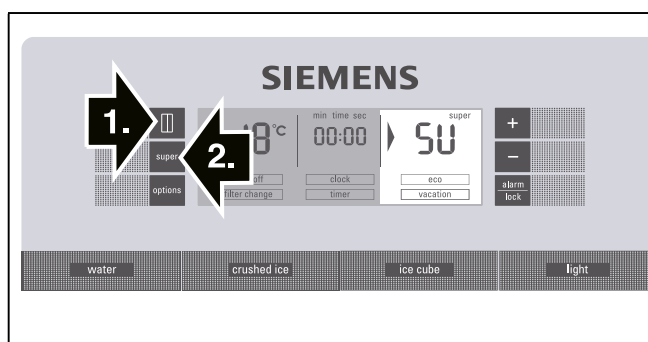 SIEMENS
1.
2.
super
options
18°C
off
filter change
min time sec
00:00
clock
timer
super
SU
eco
vacation
+
−
alarm
lock
water
crushed ice
ice cube
light